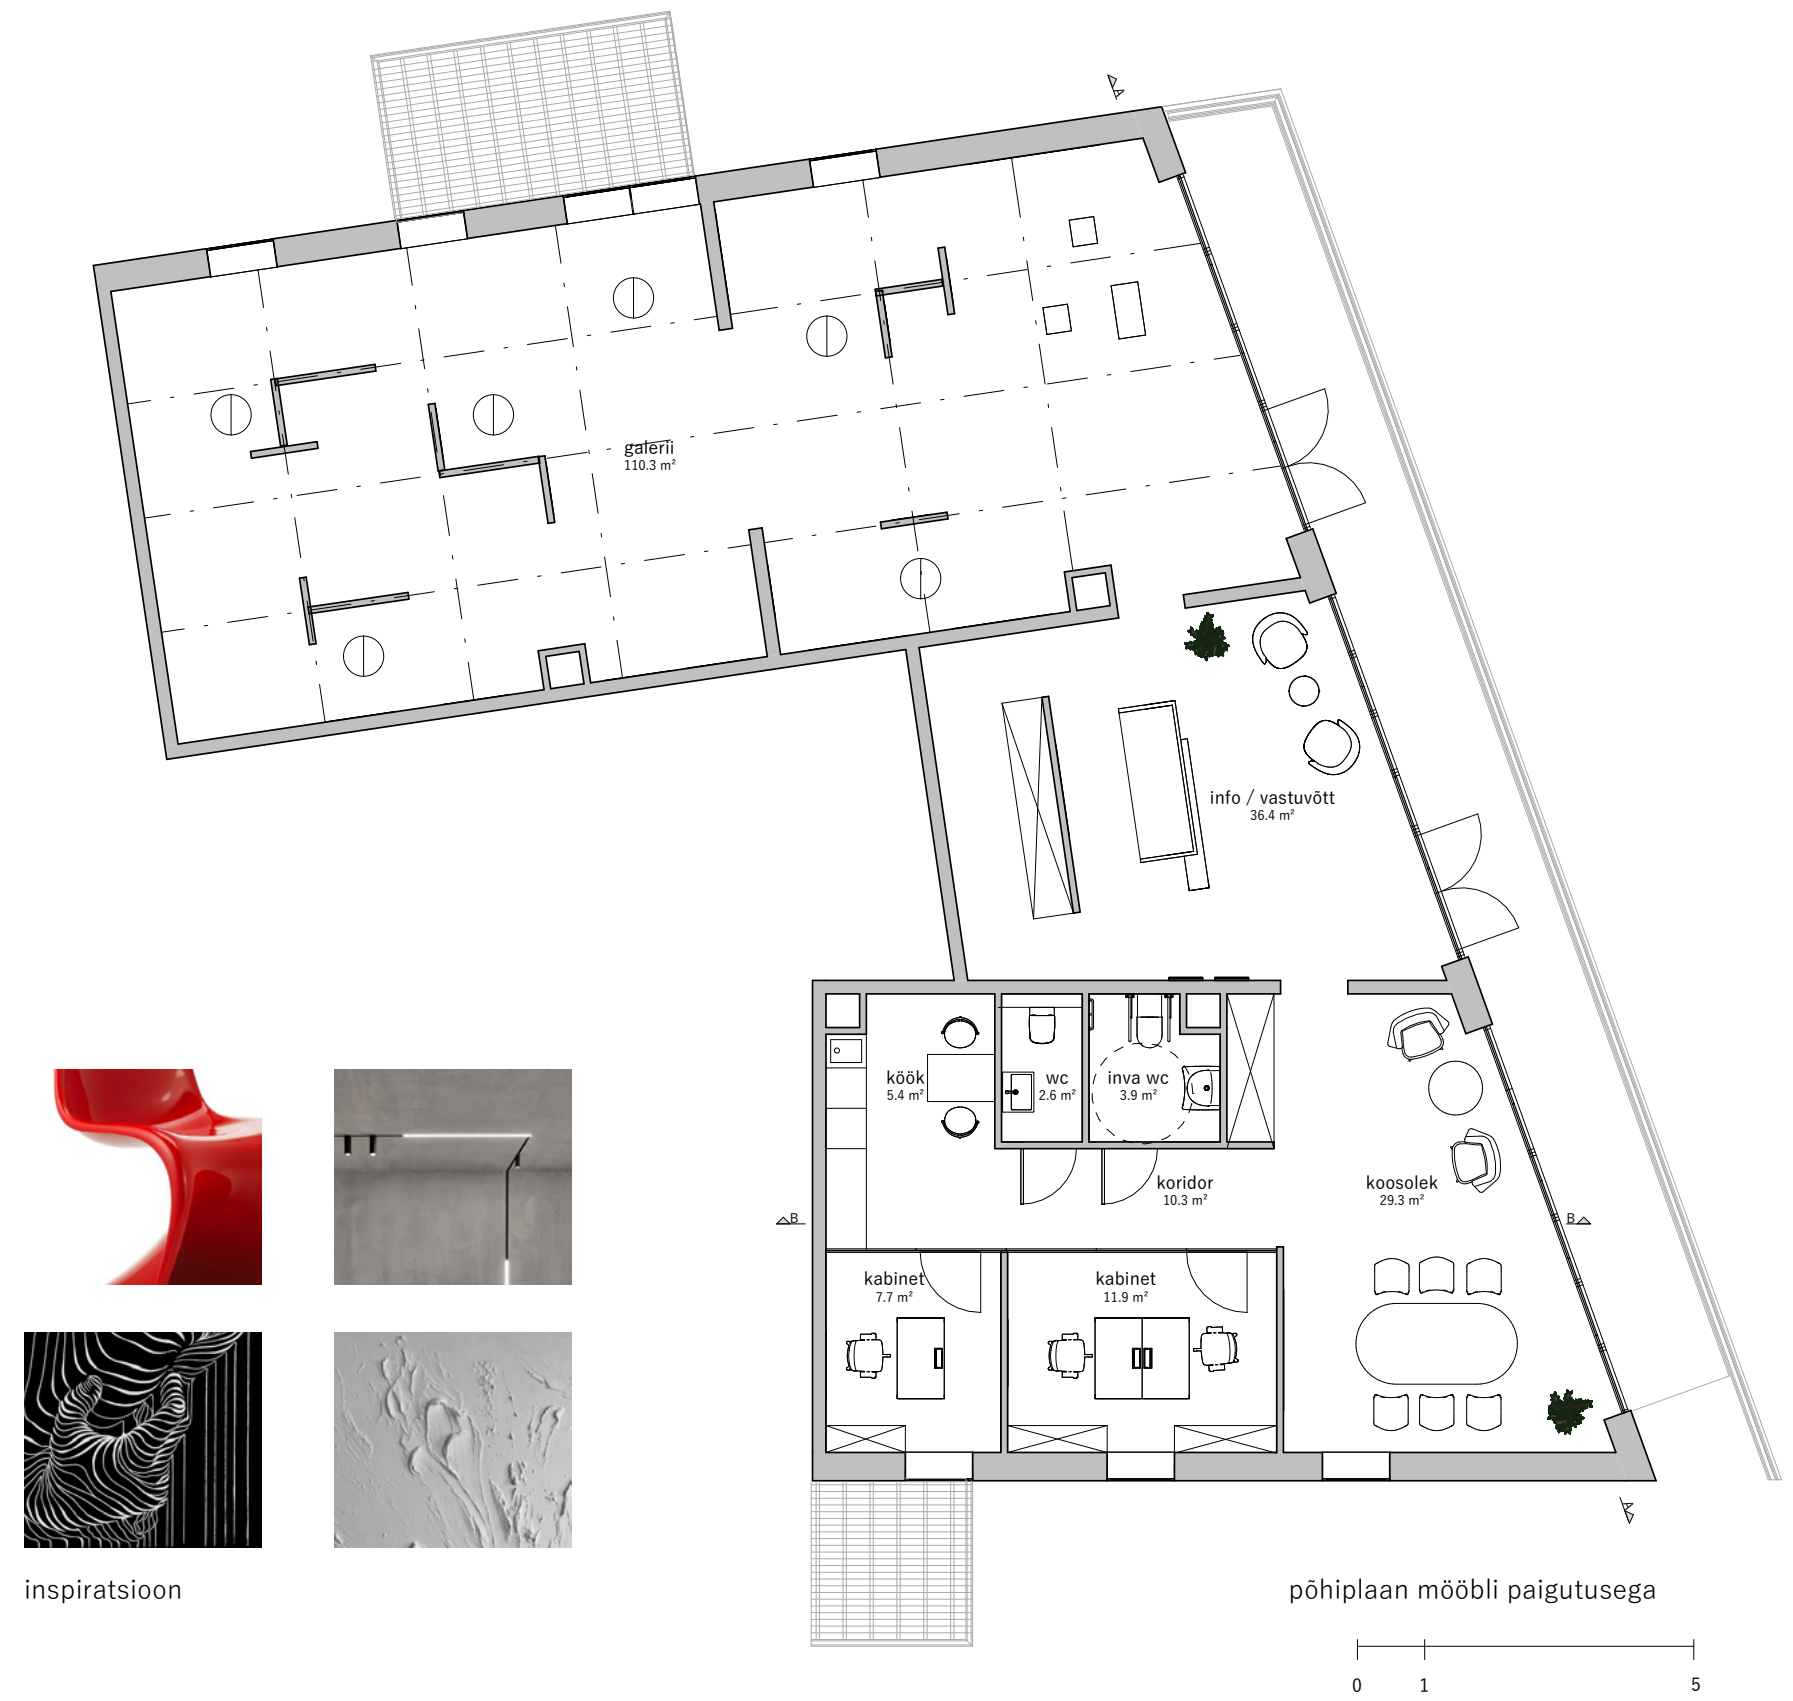 A
galerii
110.3 m²
info / vastuvõtt
36.4 m²
köök
5.4 m²
wc
2.6 m²
inva wc
3.9 m²
koridor
10.3 m²
koosolek
29.3 m²
B
B
kabinet
7.7 m²
kabinet
11.9 m²
A
inspiratsioon
põhiplaan mööbli paigutusega
0 1 5